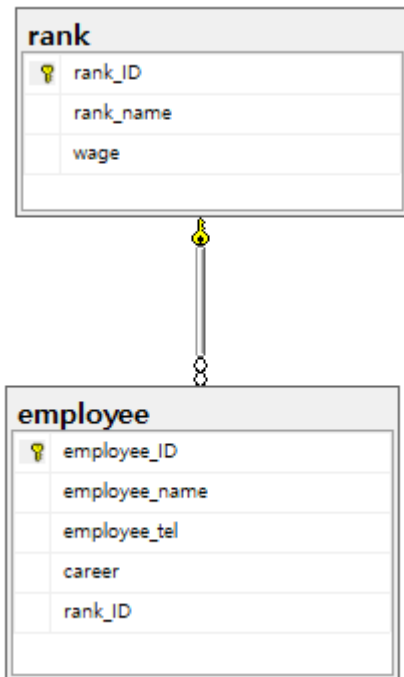 rank
rank_ID
rank_name
wage
employee
employee_ID
employee_name
employee_tel
career
rank_ID